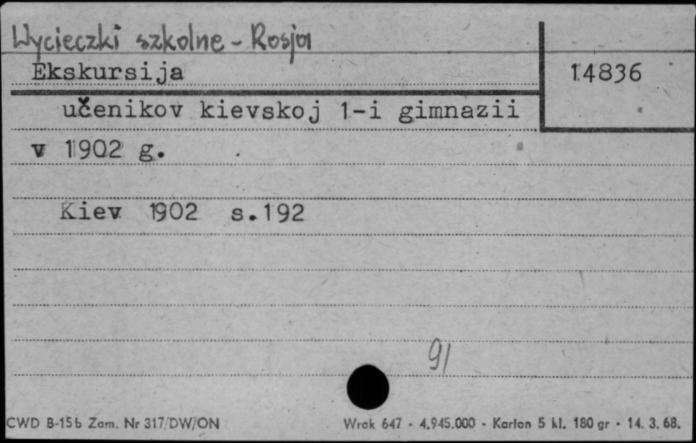 Wycieczki szkolne - Rosja
Ekskursija
14836
učenikov kievskoj 1-i gimnazii
v 1902 g.
Kiev 1902 s.192
91
CWD B-15b Zam. Nr 317/DW/ON
Wrok 647 - 4.945.000 - Karton 5 kl. 180 gr - 14. 3. 68.